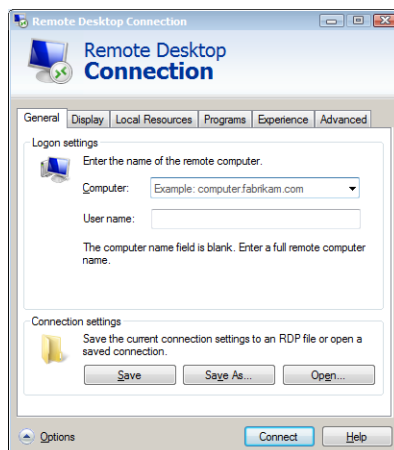 Remote Desktop Connection
Remote Desktop
Connection
General Display Local Resources Programs Experience Advanced
Logon settings
Enter the name of the remote computer.
Computer: Example: computer.fabrikam.com
User name:
The computer name field is blank. Enter a full remote computer
name.
Connection settings
Save the current connection settings to an RDP file or open a
saved connection.
Save Save As... Open...
Options Connect Help